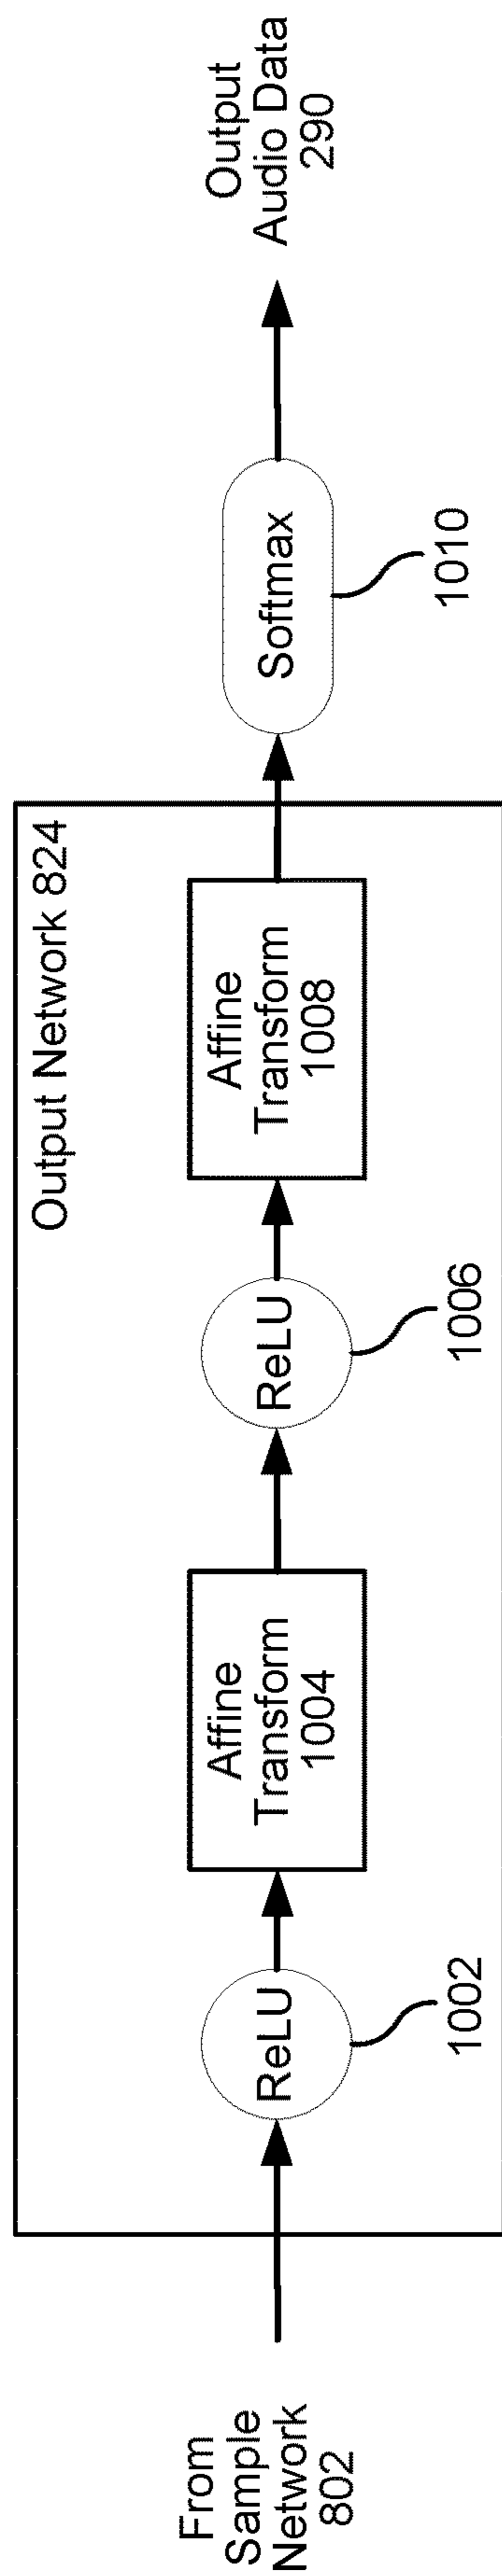 Output Network 824
From
Sample
Network
802
ReLU
1002
Affine
Transform
1004
ReLU
1006
Affine
Transform
1008
Softmax
1010
Output
Audio Data
290